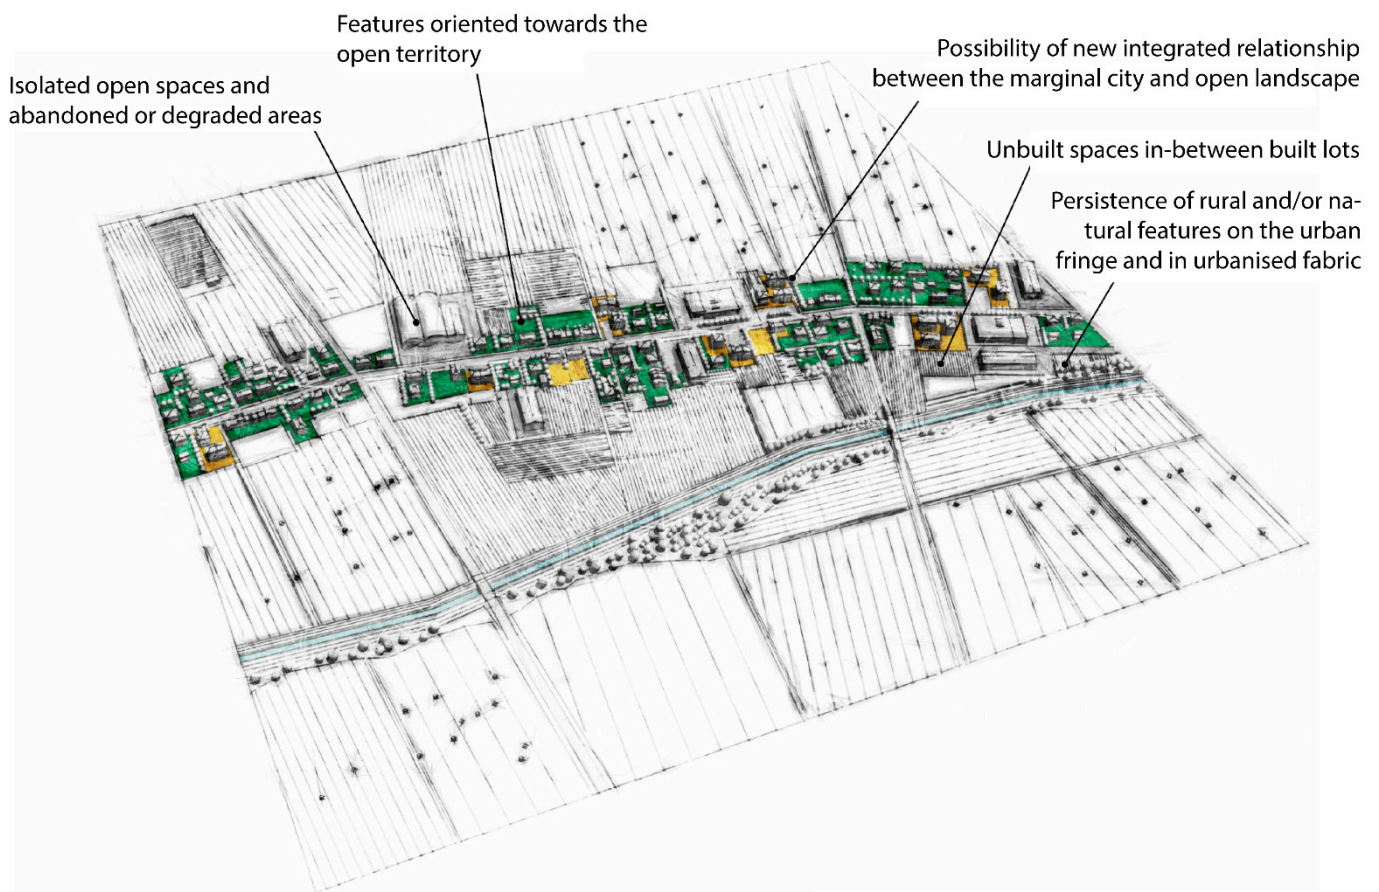 Features oriented towards the
open territory
Isolated open spaces and
abandoned or degraded areas
Possibility of new integrated relationship
between the marginal city and open landscape
Unbuilt spaces in-between built lots
Persistence of rural and/or na-
tural features on the urban
fringe and in urbanised fabric